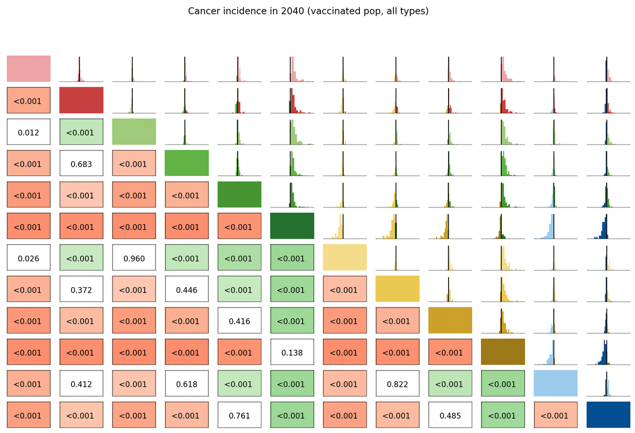 Cancer incidence in 2040 (vaccinated pop, all types)
<0.001
0.012 <0.001
<0.001 0.683 <0.001
<0.001 <0.001 <0.001 <0.001
<0.001 <0.001 <0.001 <0.001 <0.001
0.026 <0.001 0.960 <0.001 <0.001 <0.001
<0.001 0.372 <0.001 0.446 <0.001 <0.001 <0.001
<0.001 <0.001 <0.001 <0.001 0.416 <0.001 <0.001 <0.001
<0.001 <0.001 <0.001 <0.001 <0.001 0.138 <0.001 <0.001 <0.001
<0.001 0.412 <0.001 0.618 <0.001 <0.001 <0.001 0.822 <0.001 <0.001
<0.001 <0.001 <0.001 <0.001 0.761 <0.001 <0.001 <0.001 0.485 <0.001 <0.001